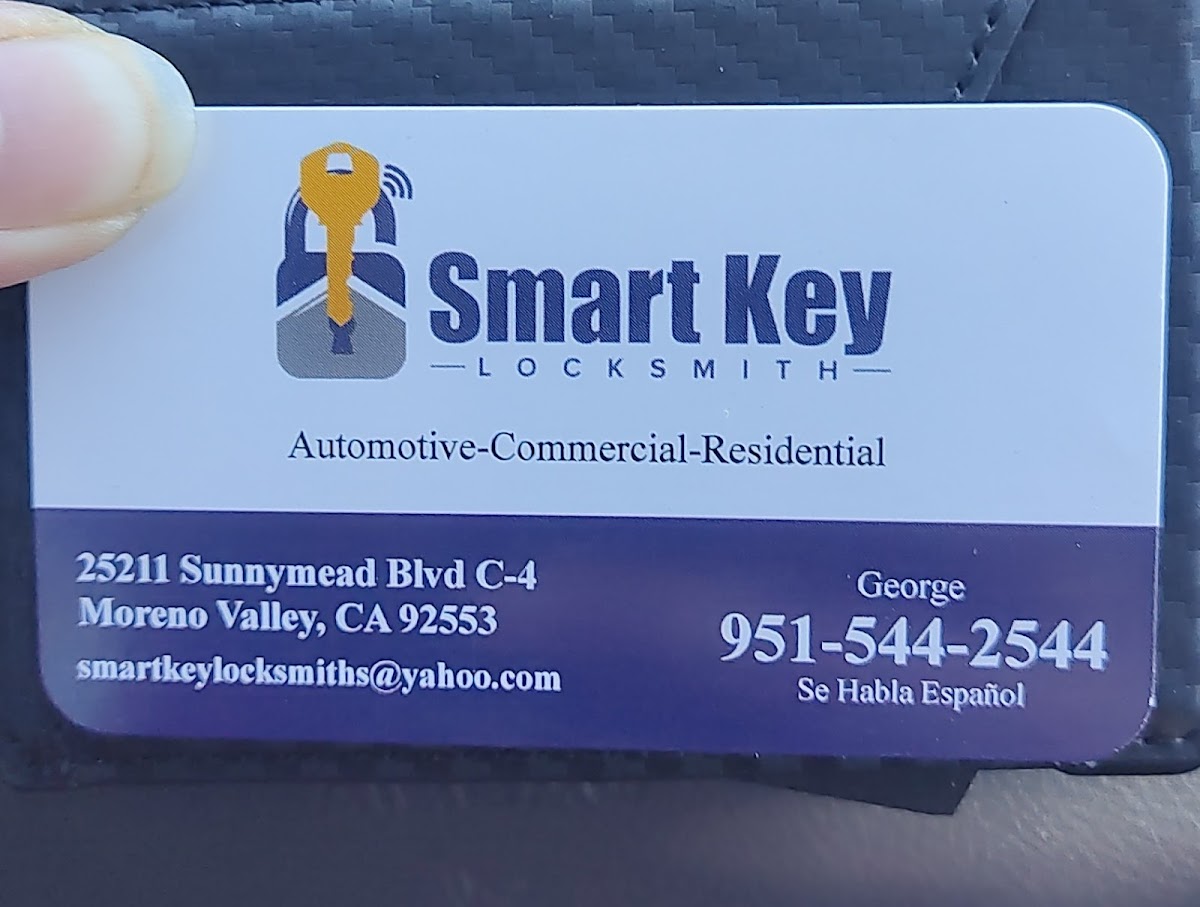 Smart Key
LOCKSMITH
Automotive-Commercial-Residential
25211 Sunnymead Blvd C-4
Moreno Valley, CA 92553
smartkeylocksmiths@yahoo.com
George
951-544-2544
Se Habla Español